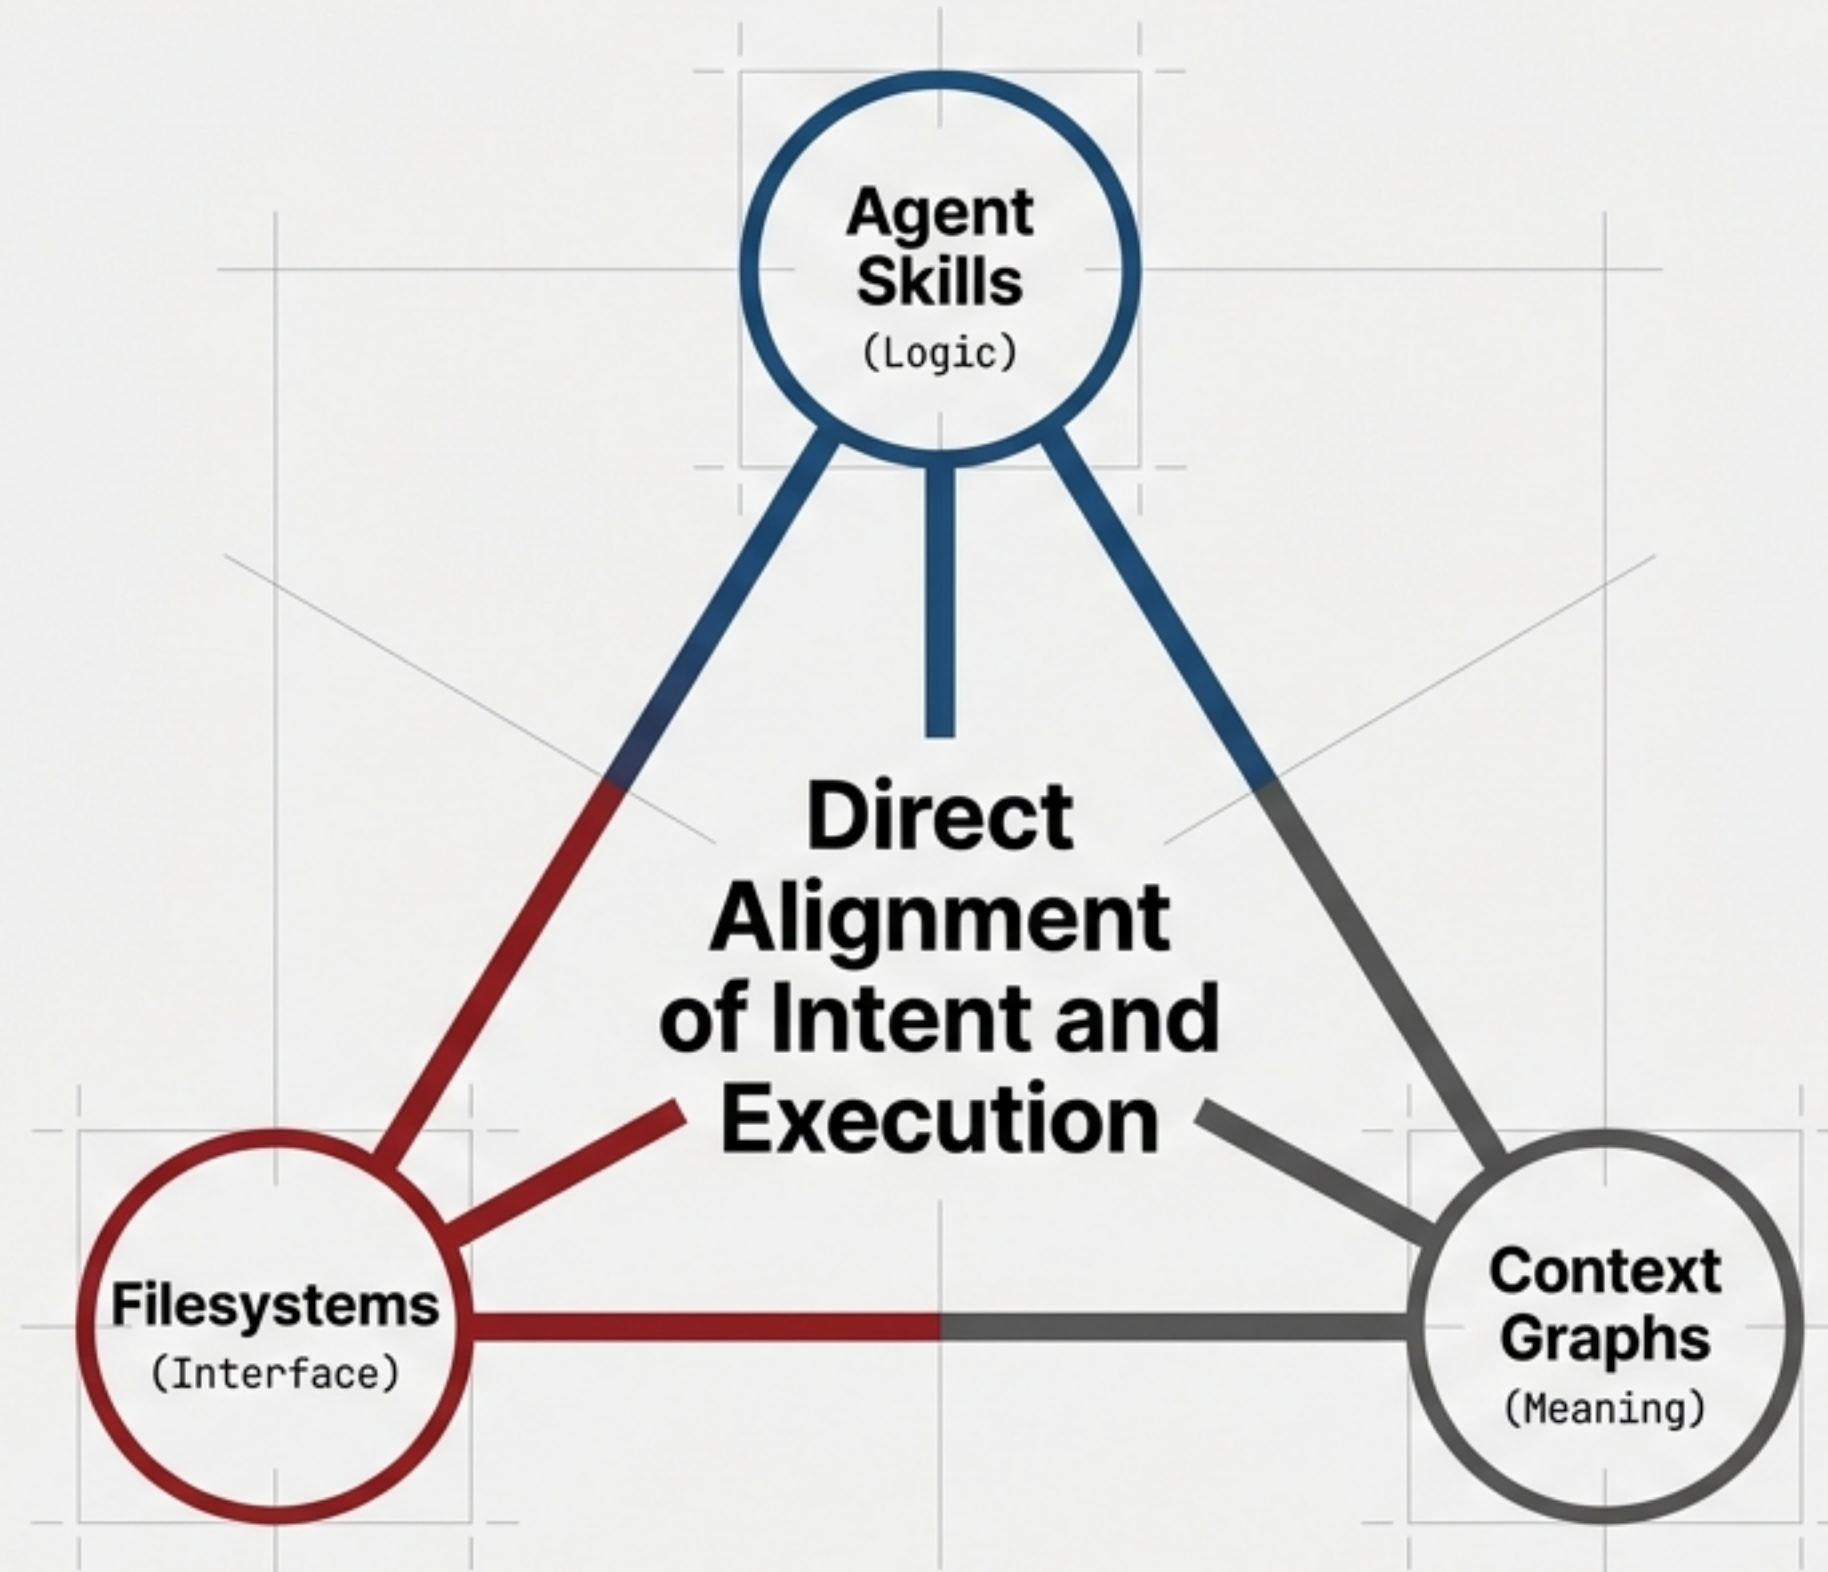 Agent
Skills
(Logic)
Direct
Alignment
of Intent and
Execution
Filesystems
(Interface)
Context
Graphs
(Meaning)